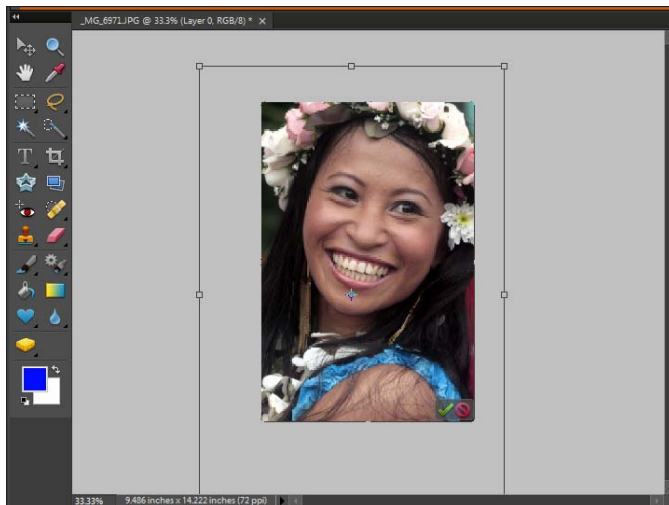 _MG_6971.JPG @ 33.3% (Layer 0, RGB/8) * ×
T
33.33% 9.486 inches x 14.222 inches (72 ppi)